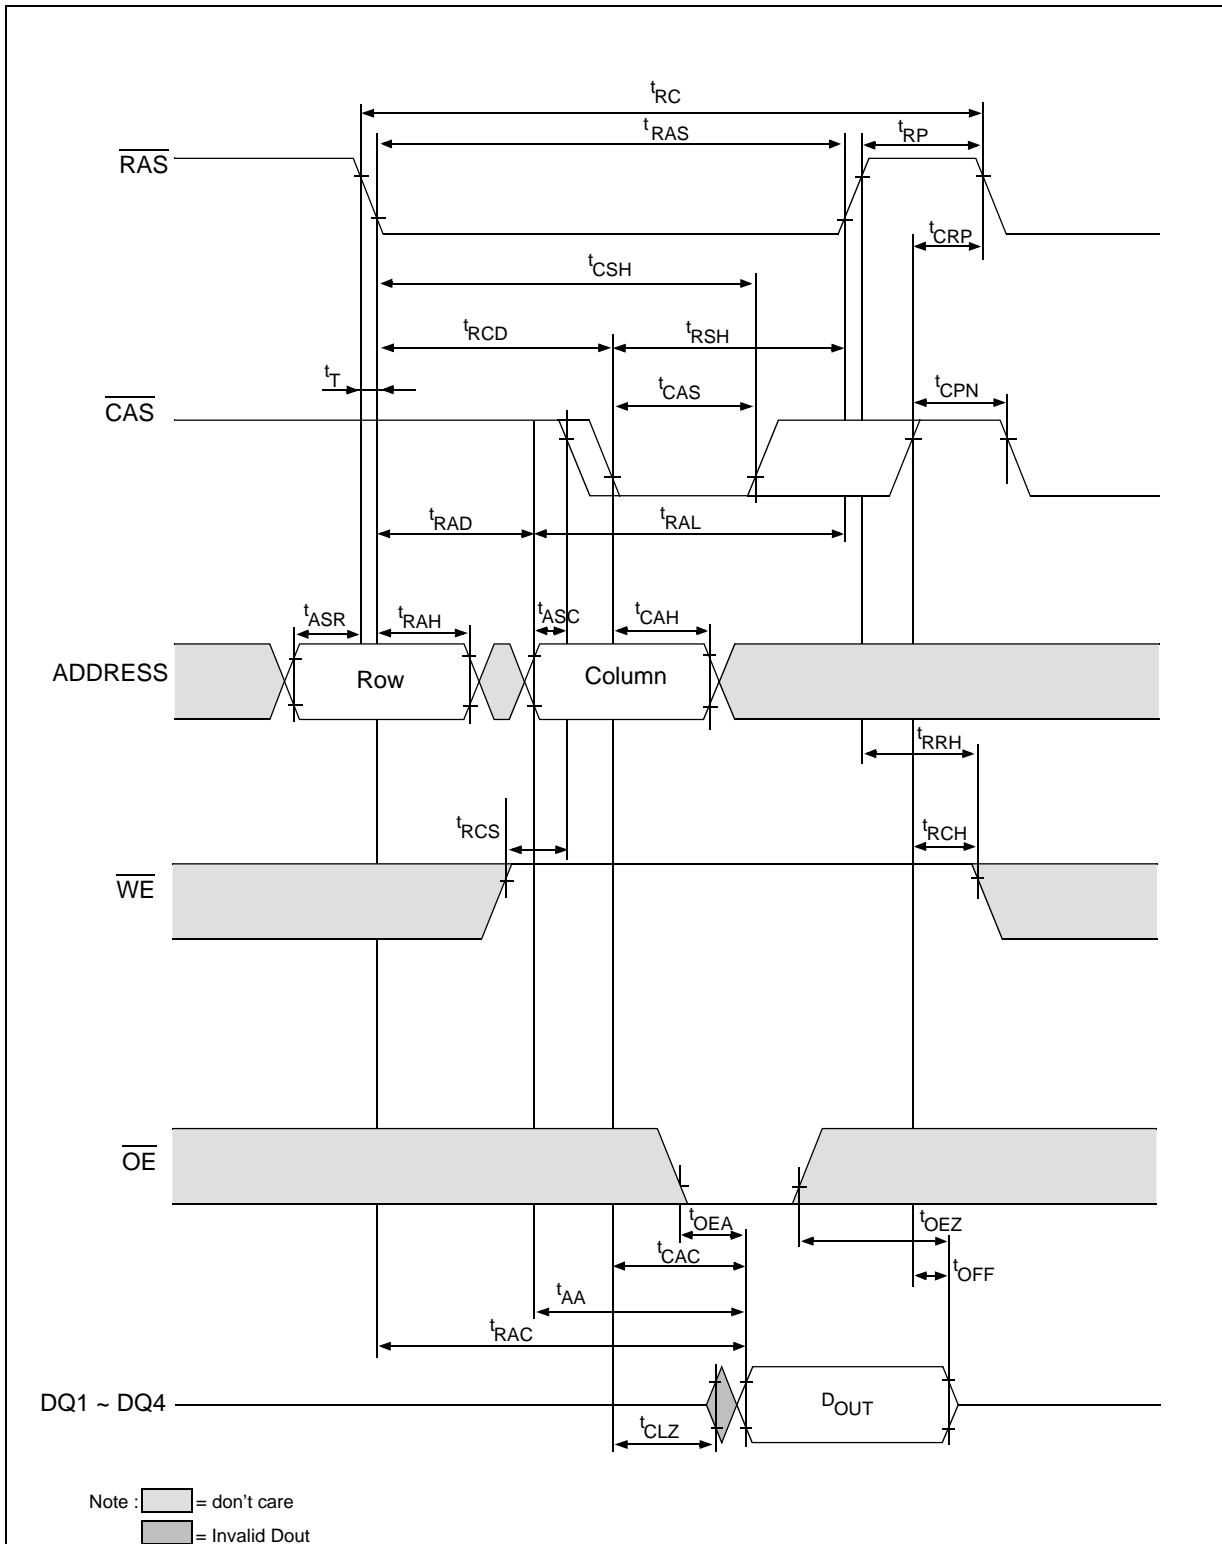 tRC
tRAS
tRP
RAS
tCRP
tCSH
tRCD
tRSH
tT
tCAS
tCPN
CAS
tRAD
tRAL
tASR
tRAH
tASC
tCAH
ADDRESS
Row
Column
tRRH
tRCS
tRCH
WE
OE
tOEA
tOEZ
tCAC
tOFF
tAA
tRAC
DQ1 ~ DQ4
DOUT
tCLZ
Note : = don't care
= Invalid Dout